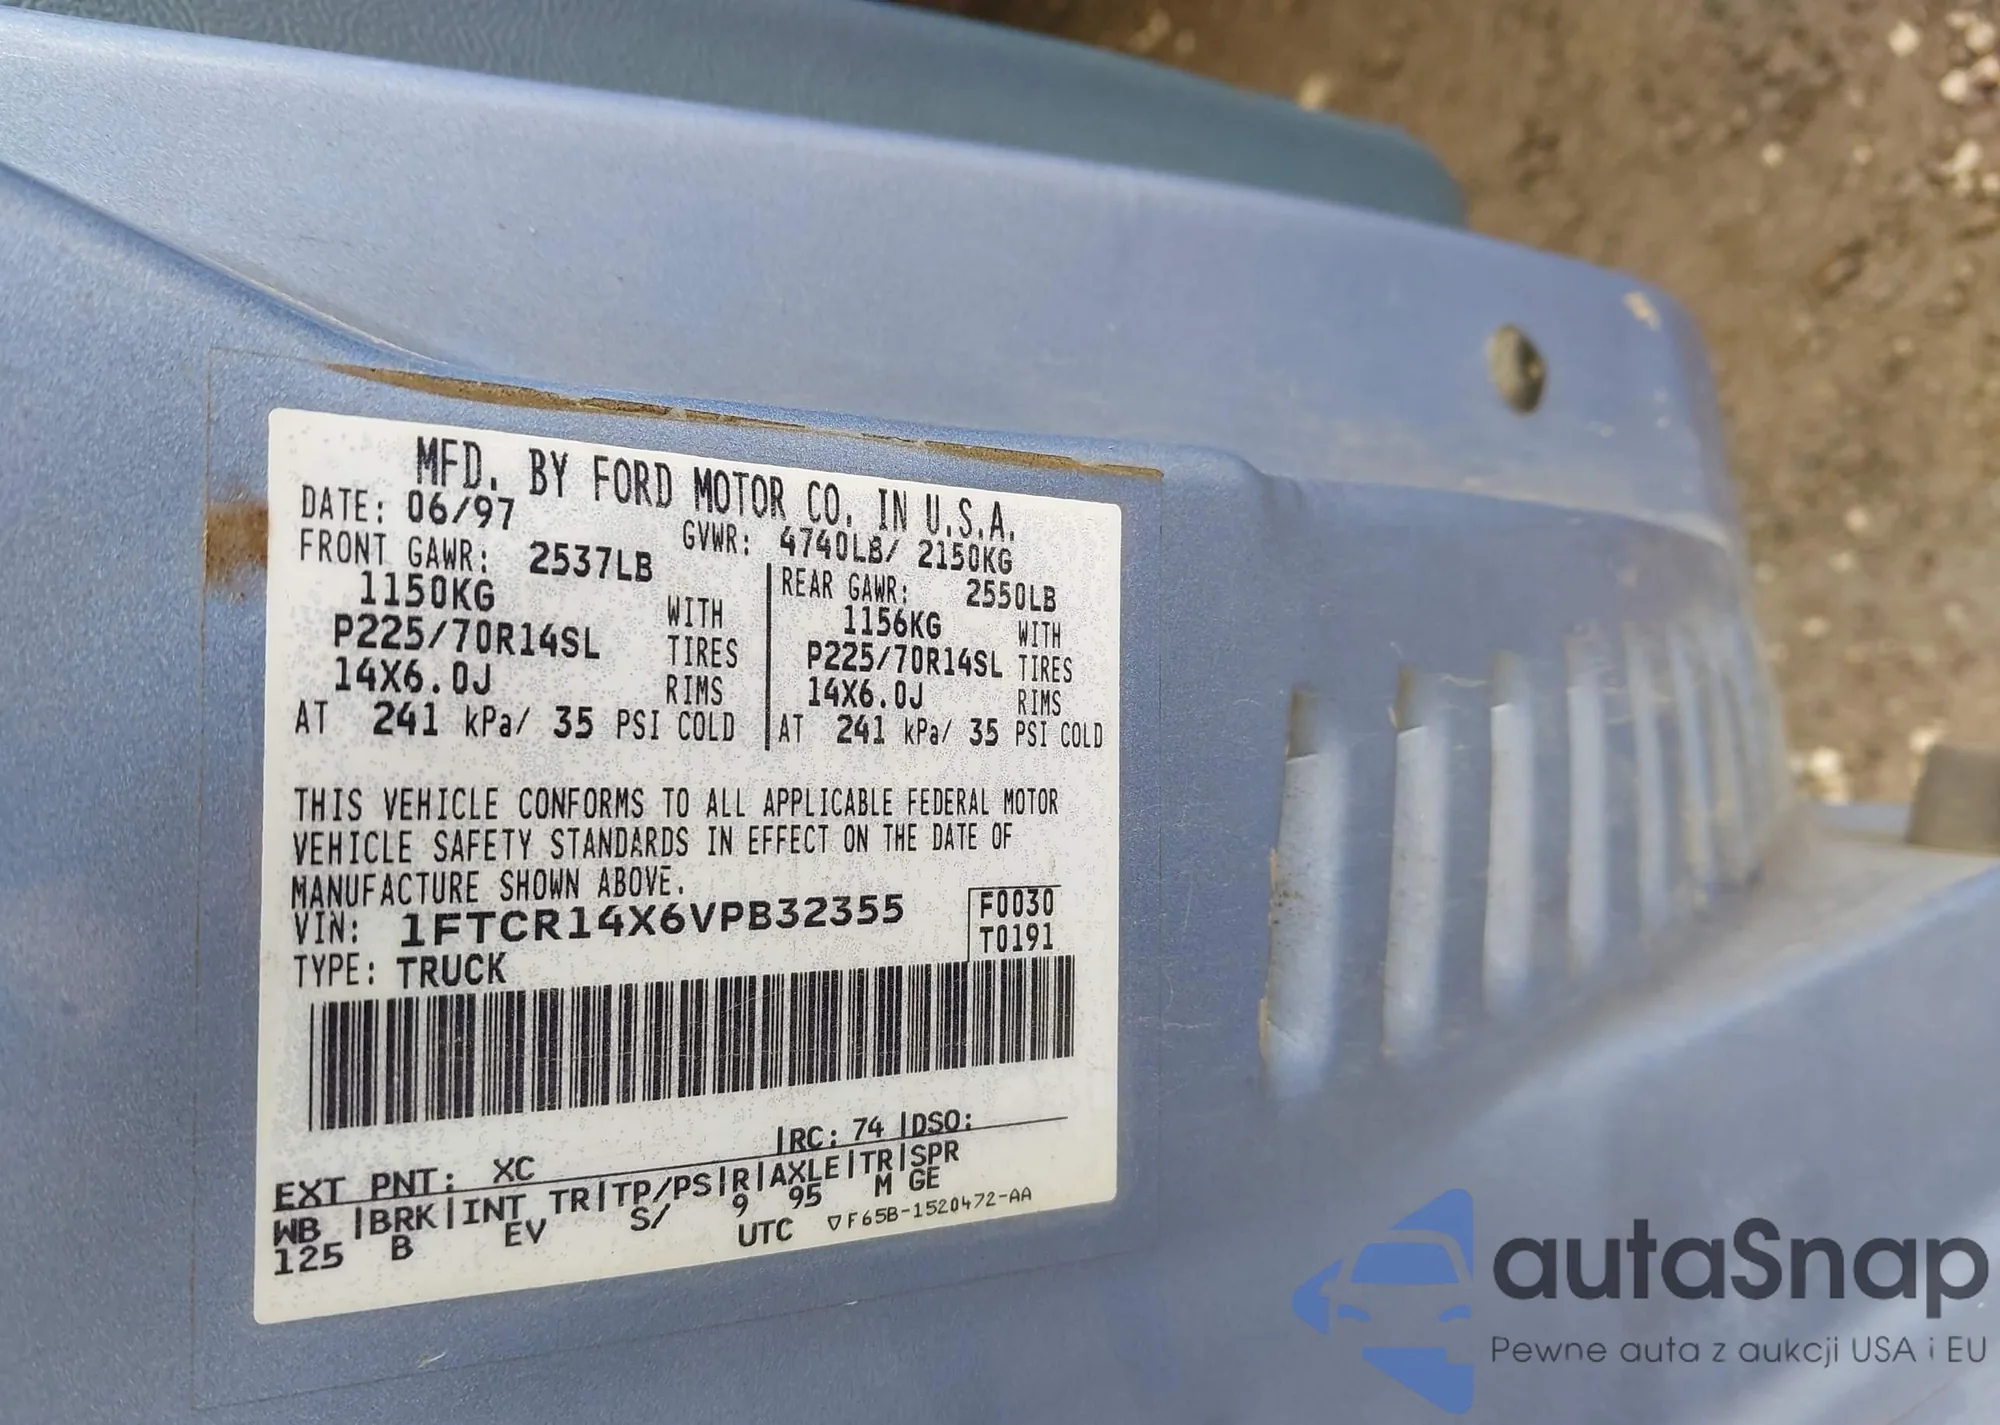 MFD. BY FORD MOTOR CO. IN U.S.A.
DATE: 06/97 GVWR: 4740LB/ 2150KG
FRONT GAWR: 2537LB
1150KG WITH
P225/70R14SL TIRES
14X6.0J RIMS
AT 241 kPa/ 35 PSI COLD
REAR GAWR: 2550LB
1156KG WITH
P225/70R14SL TIRES
14X6.0J RIMS
AT 241 kPa/ 35 PSI COLD
THIS VEHICLE CONFORMS TO ALL APPLICABLE FEDERAL MOTOR
VEHICLE SAFETY STANDARDS IN EFFECT ON THE DATE OF
MANUFACTURE SHOWN ABOVE.
VIN: 1FTCR14X6VPB32355
F0030
T0191
TYPE: TRUCK
EXT PNT: XC |RC: 74 |DSO:
WB |BRK|INT TR|TP/PS|R|AXLE|TR|SPR
125 B EV S/ 9 95 M GE
UTC ▽F65B-1520472-AA
autaSnap
Pewne auta z aukcji USA i EU